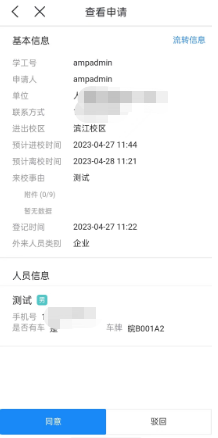 查看申请
基本信息 流转信息
学工号 ampadmin
申请人 ampadmin
单位
联系方式
进出校区 滨江校区
预计进校时间 2023-04-27 11:44
预计离校时间 2023-04-28 11:21
来校事由 测试
附件 (0/9)
暂无数据
登记时间 2023-04-27 11:22
外来人员类别 企业
人员信息
测试
手机号 1
是否有车 车牌 皖B001A2
同意 驳回